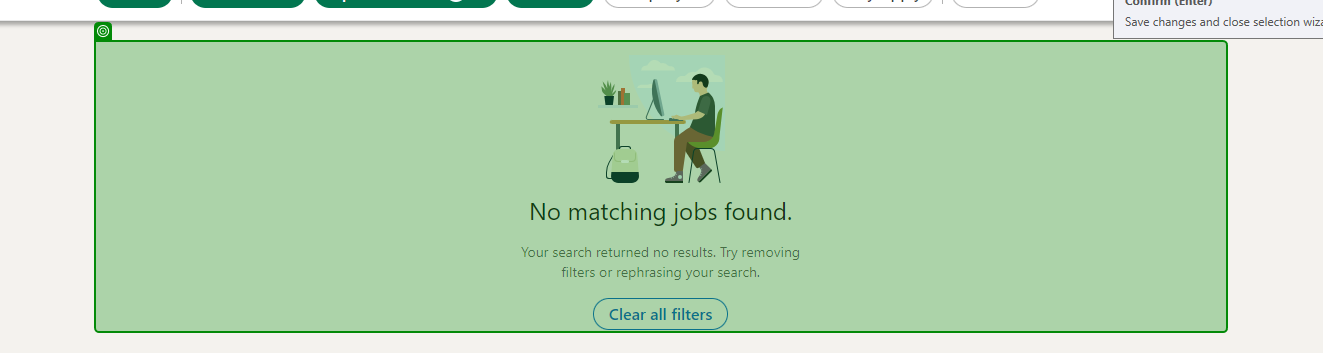 Confirm (Enter)
Save changes and close selection
No matching jobs found.
Your search returned no results. Try removing
filters or rephrasing your search.
Clear all filters